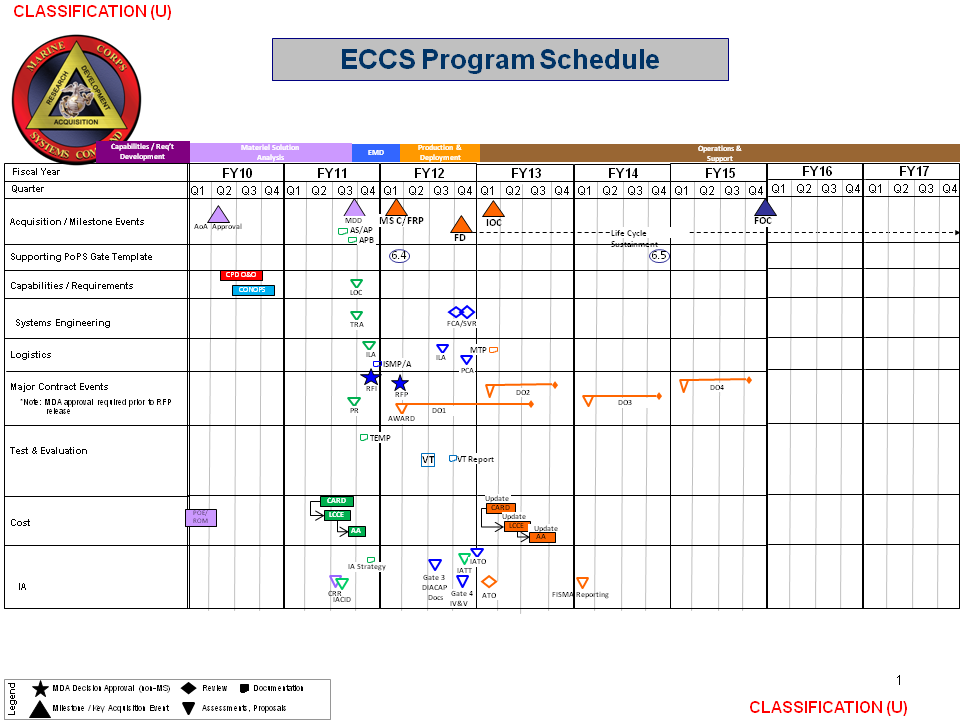 CLASSIFICATION (U)
MARINE CORPS
SYSTEMS COMMAND
RESEARCH
DEVELOPMENT
ACQUISITION
ECCS Program Schedule
Capabilities / Req't
Development
Materiel Solution
Analysis
EMD
Production &
Deployment
Operations &
Support
Fiscal Year FY10 FY11 FY12 FY13 FY14 FY15 FY16 FY17
Quarter Q1 Q2 Q3 Q4 Q1 Q2 Q3 Q4 Q1 Q2 Q3 Q4 Q1 Q2 Q3 Q4 Q1 Q2 Q3 Q4 Q1 Q2 Q3 Q4 Q1 Q2 Q3 Q4 Q1 Q2 Q3 Q4
Acquisition / Milestone Events
AoA Approval
MDD
MS C/FRP
FD
IOC
FOC
AS/AP
APB
Life Cycle
Sustainment
Supporting PoPS Gate Template
6.4
6.5
Capabilities / Requirements
CPD O&O
CONOPS
LOC
Systems Engineering
TRA
FCA/SVR
Logistics
ILA
ISMP/A
ILA
PCA
MTP
Major Contract Events
*Note: MDA approval required prior to RFP
release
RFI
RFP
PR
AWARD
DO1
DO2
DO3
DO4
Test & Evaluation
TEMP
VT
VT Report
Cost
POE/
ROM
CARD
LCCE
AA
Update
CARD
Update
LCCE
Update
AA
IA
IA Strategy
CRR
IACID
Gate 3
DIACAP
Docs
IATT
IATO
Gate 4
IV&V
ATO
FISMA Reporting
Legend
MDA Decision Approval (non-MS)
Review
Documentation
Milestone / Key Acquisition Event
Assessments, Proposals
1
CLASSIFICATION (U)